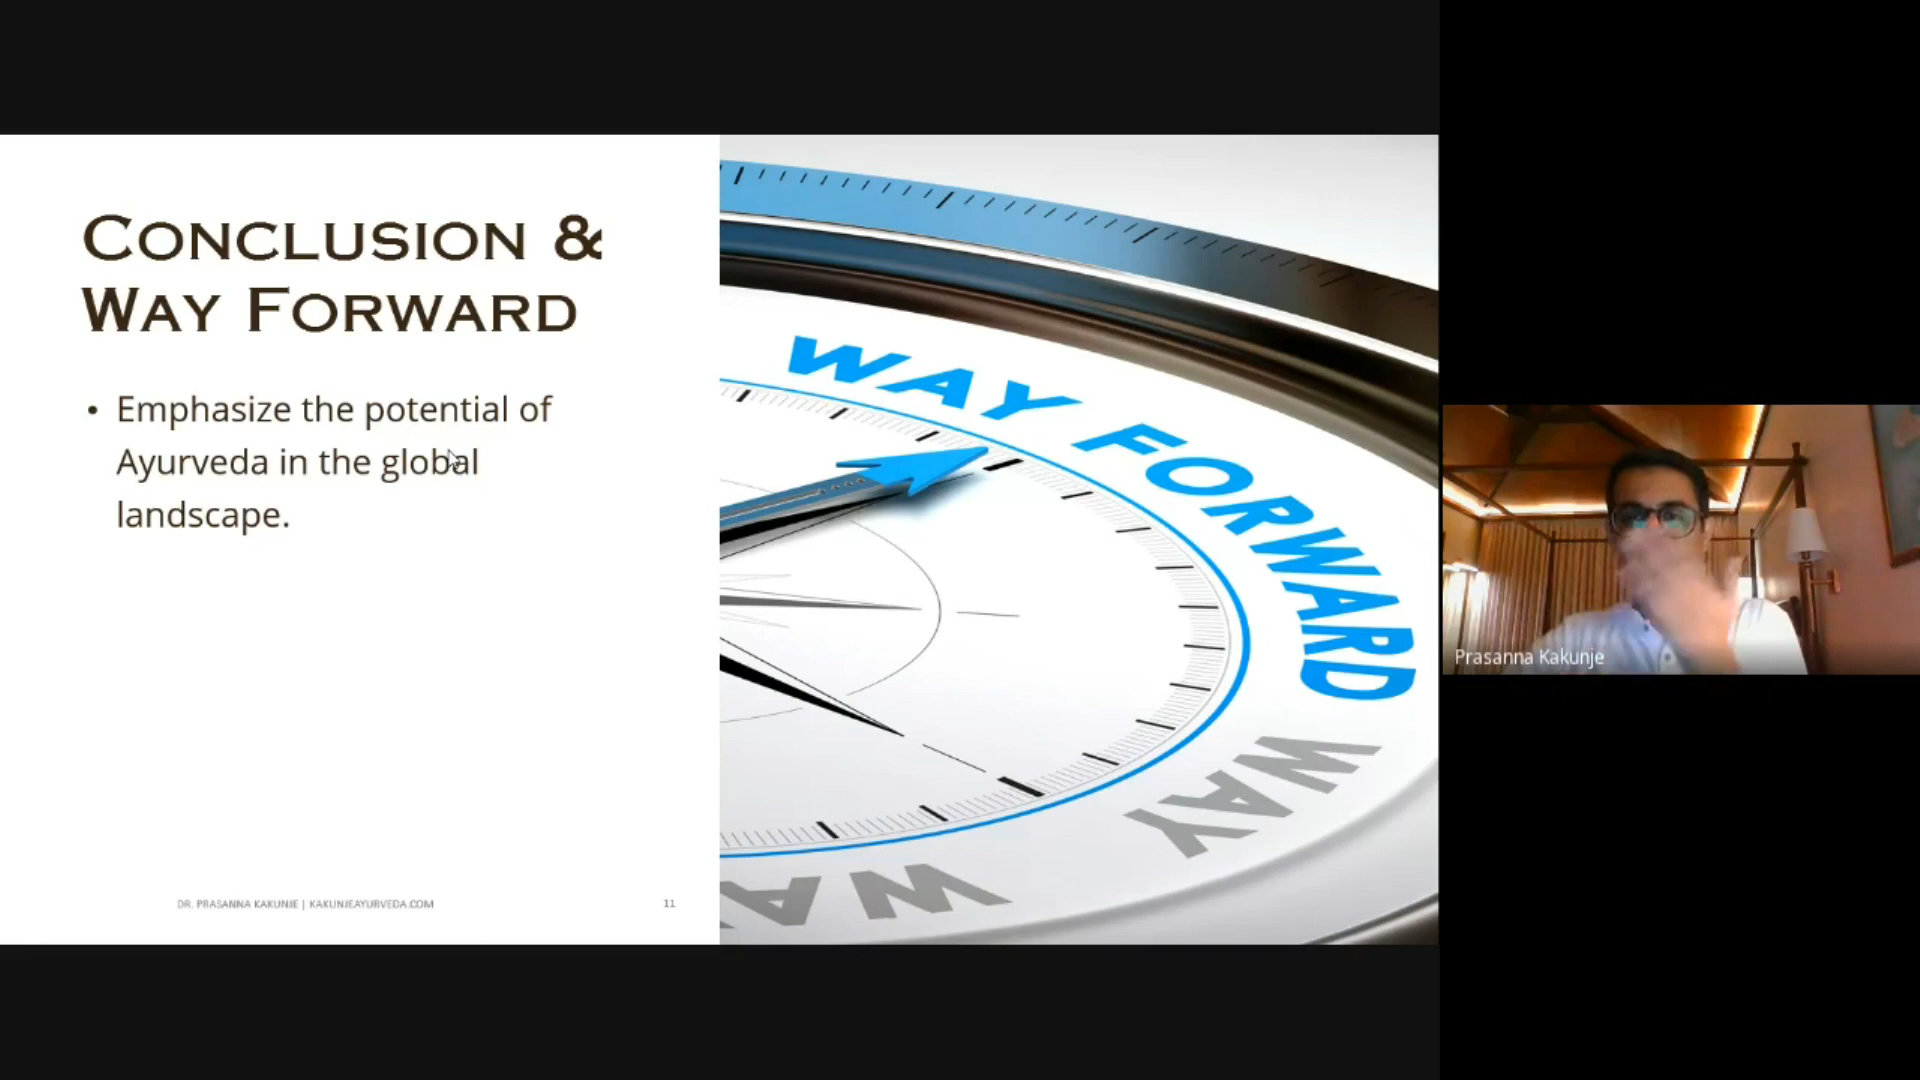 CONCLUSION &
WAY FORWARD
• Emphasize the potential of
Ayurveda in the global
landscape.
DR. PRASANNA KAKUNJE | KAKUNJEAYURVEDA.COM
11
WAY FORWARD
WAY
WAY
Prasanna Kakunje